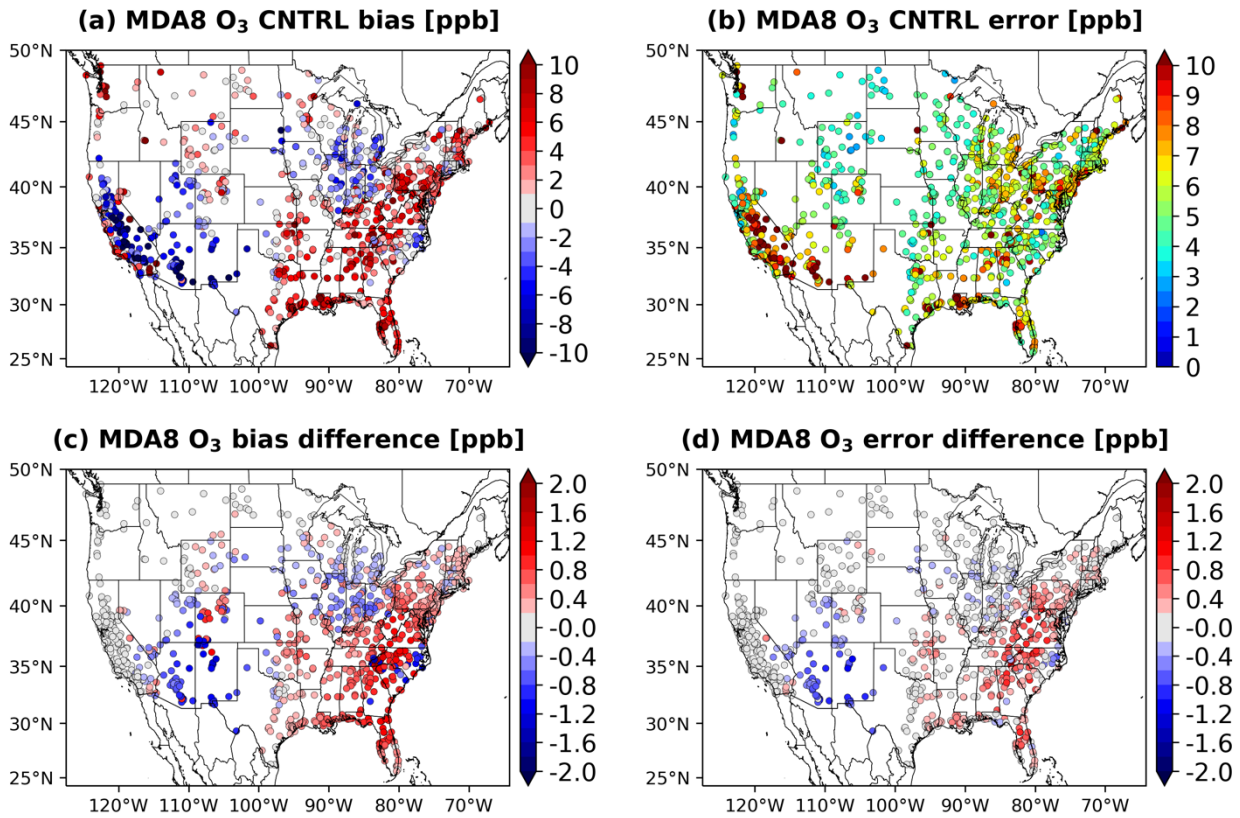 (a) MDA8 O₃ CNTRL bias [ppb]
50°N
45°N
40°N
35°N
30°N
25°N
120°W 110°W 100°W 90°W 80°W 70°W
10
8
6
4
2
0
-2
-4
-6
-8
-10
(b) MDA8 O₃ CNTRL error [ppb]
50°N
45°N
40°N
35°N
30°N
25°N
120°W 110°W 100°W 90°W 80°W 70°W
10
9
8
7
6
5
4
3
2
1
0
(c) MDA8 O₃ bias difference [ppb]
50°N
45°N
40°N
35°N
30°N
25°N
120°W 110°W 100°W 90°W 80°W 70°W
2.0
1.6
1.2
0.8
0.4
-0.0
-0.4
-0.8
-1.2
-1.6
-2.0
(d) MDA8 O₃ error difference [ppb]
50°N
45°N
40°N
35°N
30°N
25°N
120°W 110°W 100°W 90°W 80°W 70°W
2.0
1.6
1.2
0.8
0.4
-0.0
-0.4
-0.8
-1.2
-1.6
-2.0